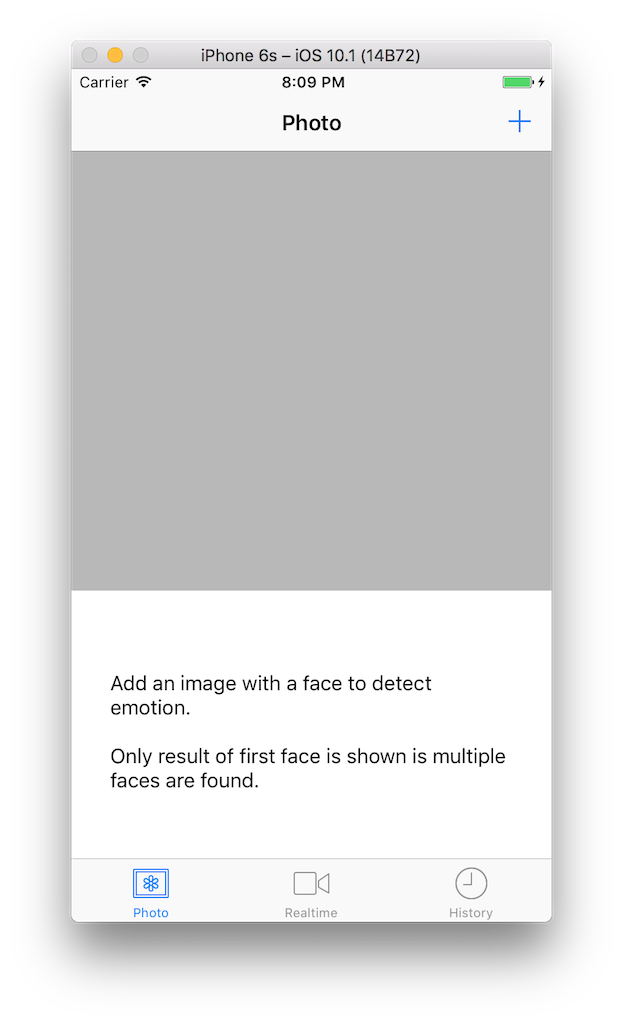 iPhone 6s – iOS 10.1 (14B72)
Carrier 8:09 PM
Photo
Add an image with a face to detect
emotion.
Only result of first face is shown is multiple
faces are found.
Photo Realtime History